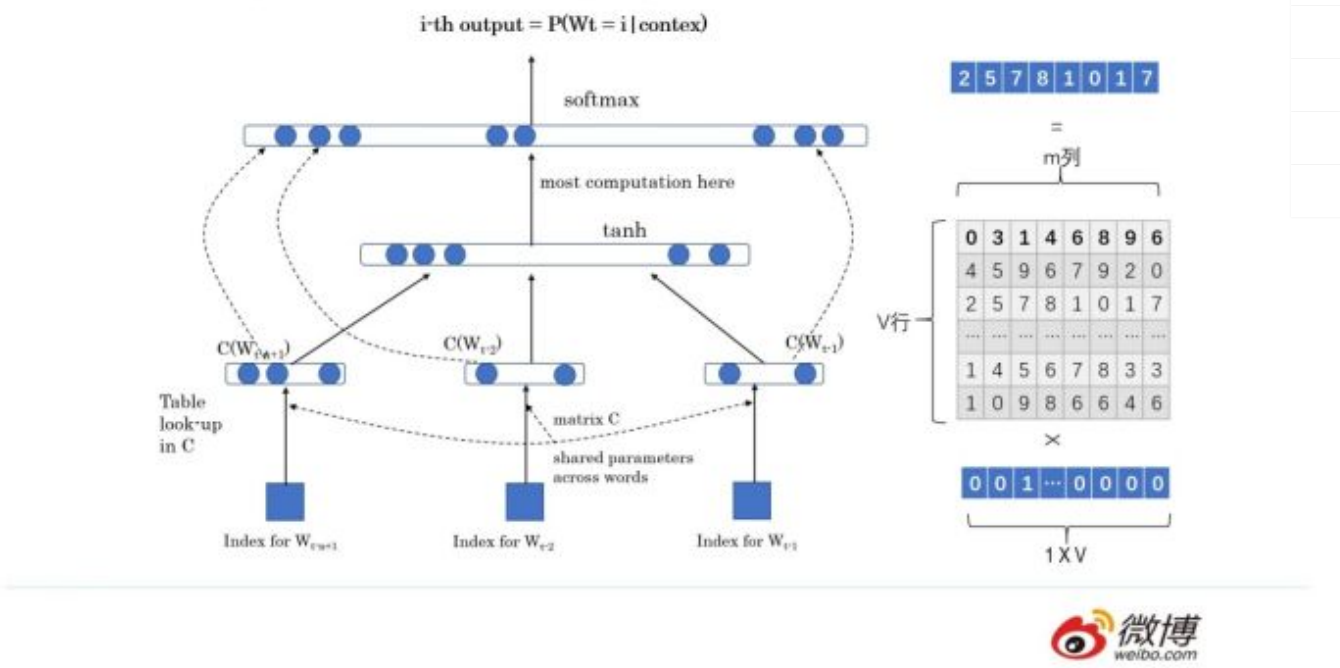 i-th output = P(Wt = i|contex)
softmax
most computation here
tanh
C(Wt-n+1)
C(Wt-2)
C(Wt-1)
Table
look-up
in C
matrix C
shared parameters
across words
Index for Wt-n+1
Index for Wt-2
Index for Wt-1
2 5 7 8 1 0 1 7
=
m列
V行
0 3 1 4 6 8 9 6
4 5 9 6 7 9 2 0
2 5 7 8 1 0 1 7
... ... ... ... ... ... ... ...
1 4 5 6 7 8 3 3
1 0 9 8 6 6 4 6
×
0 0 1 ... 0 0 0 0
1 X V
微博
weibo.com